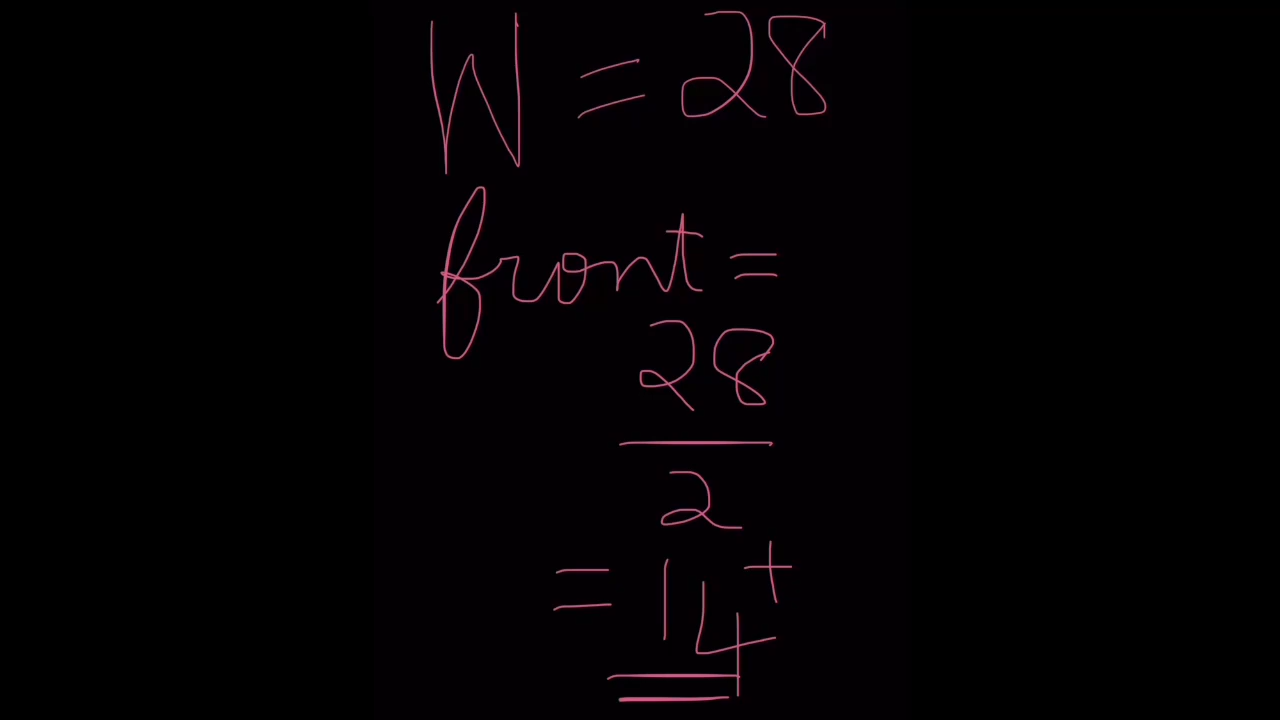 W = 28
front =
28
2
= 14+